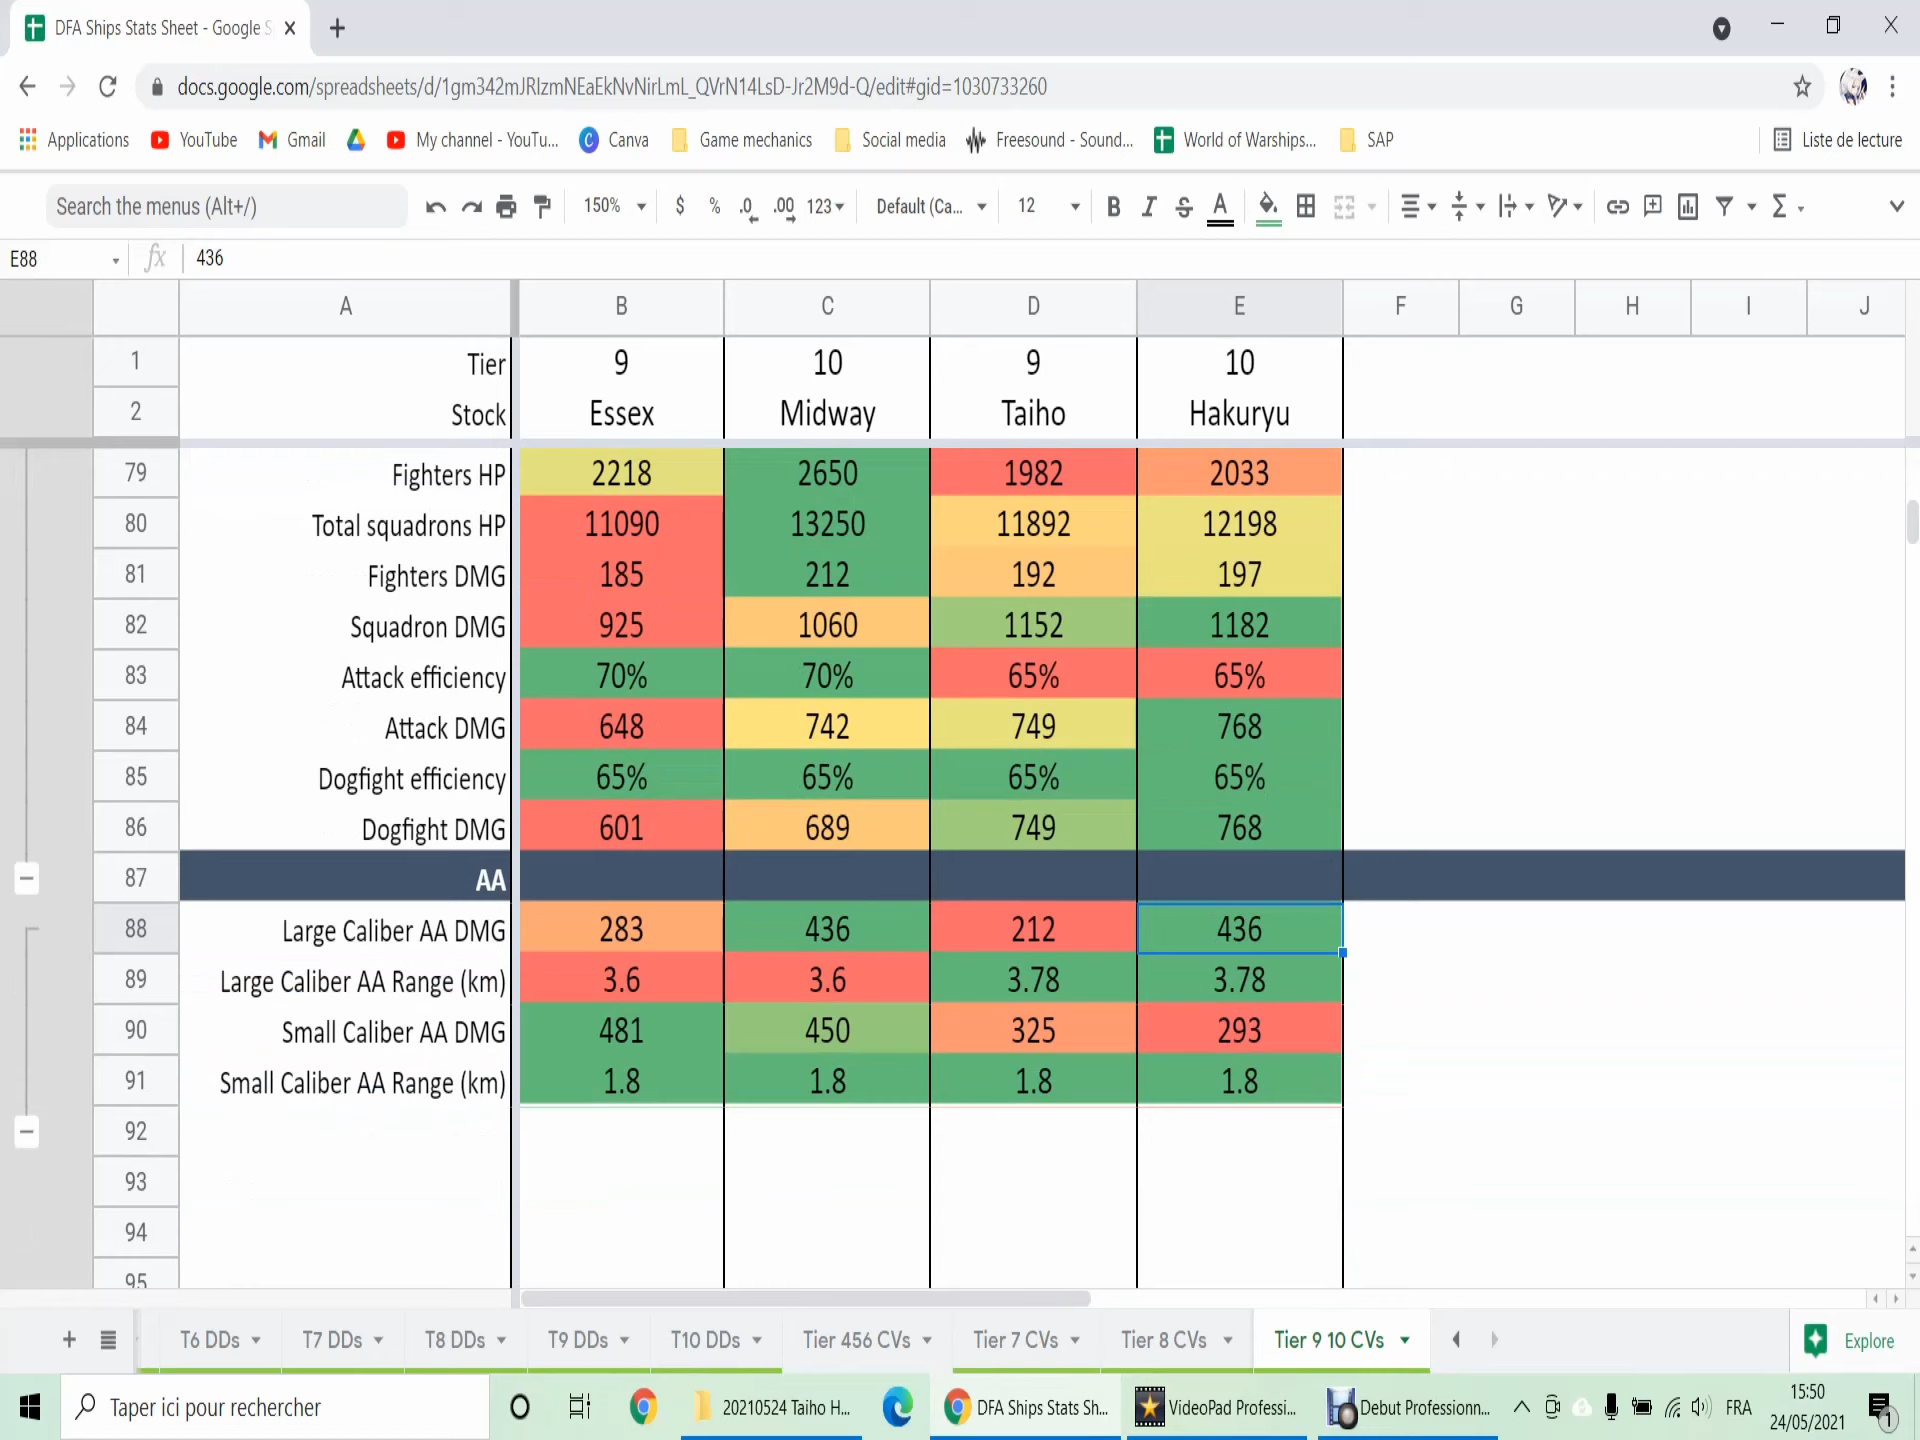 DFA Ships Stats Sheet - Google S
docs.google.com/spreadsheets/d/1gm342mJRIzmNEaEkNvNirLmL_QVrN14LsD-Jr2M9d-Q/edit#gid=1030733260
Applications YouTube Gmail My channel - YouTu... Canva Game mechanics Social media Freesound - Sound... World of Warships... SAP Liste de lecture
Search the menus (Alt+/) 150% $ % .0 .00 123 Default (Ca... 12 B I S A
E88 fx 436
A B C D E F G H I J
1 Tier 9 10 9 10
2 Stock Essex Midway Taiho Hakuryu
79 Fighters HP 2218 2650 1982 2033
80 Total squadrons HP 11090 13250 11892 12198
81 Fighters DMG 185 212 192 197
82 Squadron DMG 925 1060 1152 1182
83 Attack efficiency 70% 70% 65% 65%
84 Attack DMG 648 742 749 768
85 Dogfight efficiency 65% 65% 65% 65%
86 Dogfight DMG 601 689 749 768
87 AA
88 Large Caliber AA DMG 283 436 212 436
89 Large Caliber AA Range (km) 3.6 3.6 3.78 3.78
90 Small Caliber AA DMG 481 450 325 293
91 Small Caliber AA Range (km) 1.8 1.8 1.8 1.8
92
93
94
95
T6 DDs T7 DDs T8 DDs T9 DDs T10 DDs Tier 456 CVs Tier 7 CVs Tier 8 CVs Tier 9 10 CVs Explore
Taper ici pour rechercher 20210524 Taiho H... DFA Ships Stats Sh... VideoPad Professi... Debut Professionn... FRA 15:50
24/05/2021 1